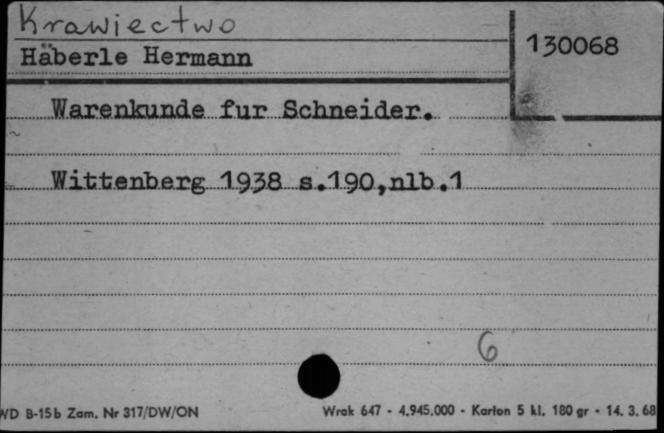 Krawiectwo
Häberle Hermann
130068
Warenkunde fur Schneider.
Wittenberg 1938 s.190,nlb.1
6
WD B-15b Zam. Nr 317/DW/ON
Wrak 647 - 4.945.000 - Karton 5 kl. 180 gr - 14. 3. 68